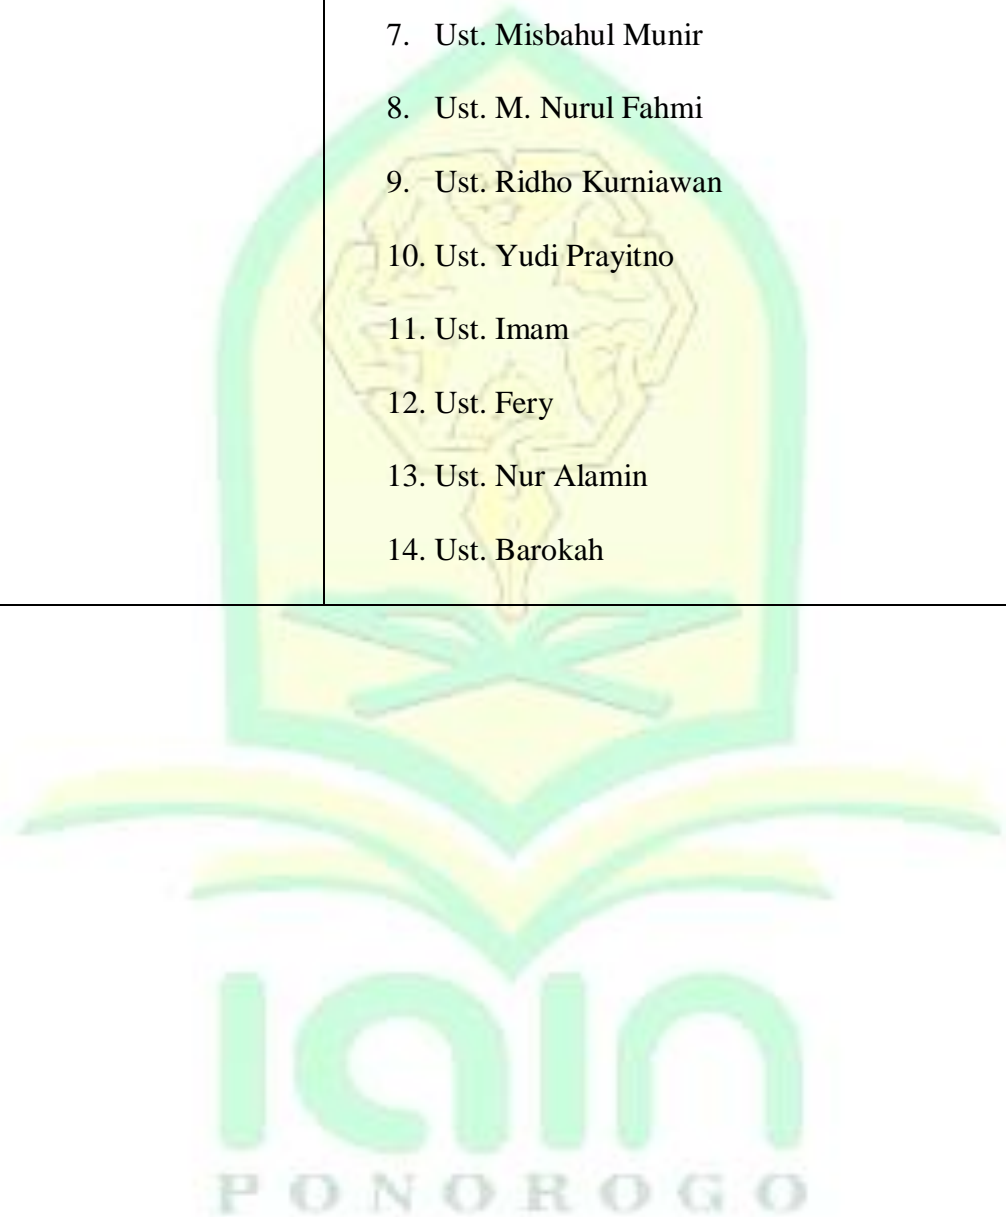 7. Ust. Misbahul Munir
8. Ust. M. Nurul Fahmi
9. Ust. Ridho Kurniawan
10. Ust. Yudi Prayitno
11. Ust. Imam
12. Ust. Fery
13. Ust. Nur Alamin
14. Ust. Barokah
iain
PONOROGO